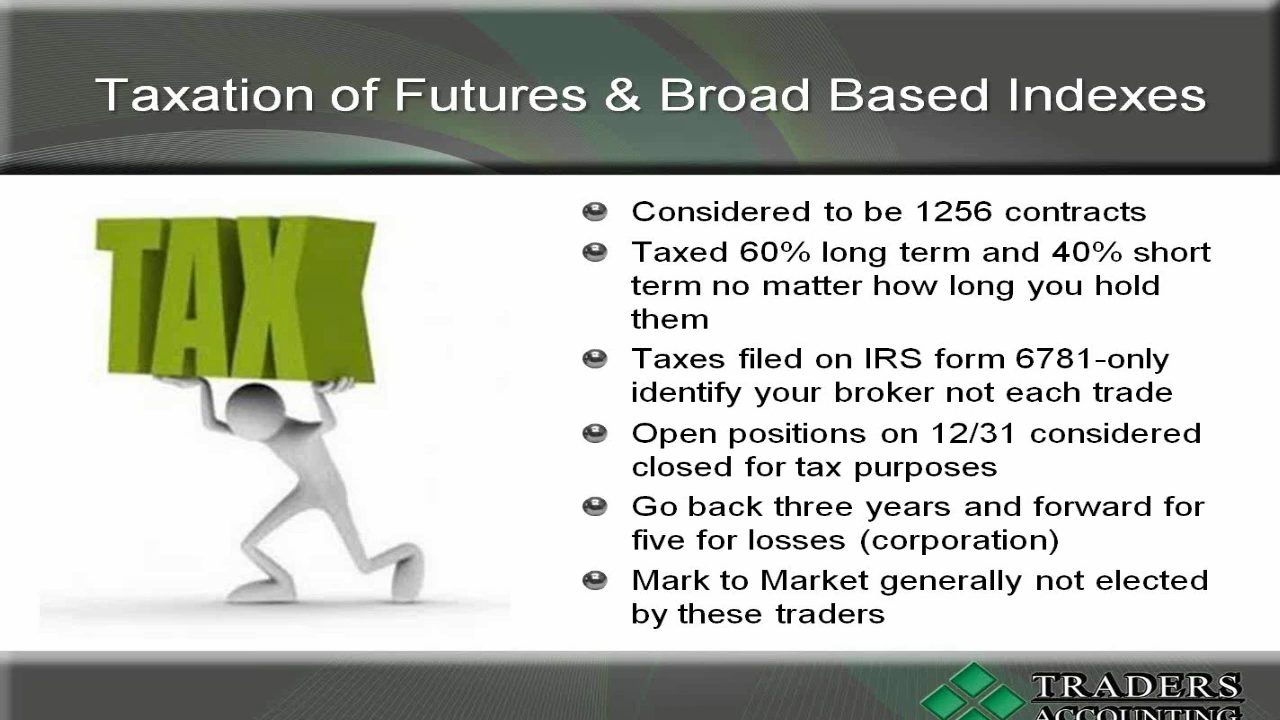 Taxation of Futures & Broad Based Indexes
TAX
Considered to be 1256 contracts
Taxed 60% long term and 40% short
term no matter how long you hold
them
Taxes filed on IRS form 6781-only
identify your broker not each trade
Open positions on 12/31 considered
closed for tax purposes
Go back three years and forward for
five for losses (corporation)
Mark to Market generally not elected
by these traders
TRADERS
ACCOUNTING